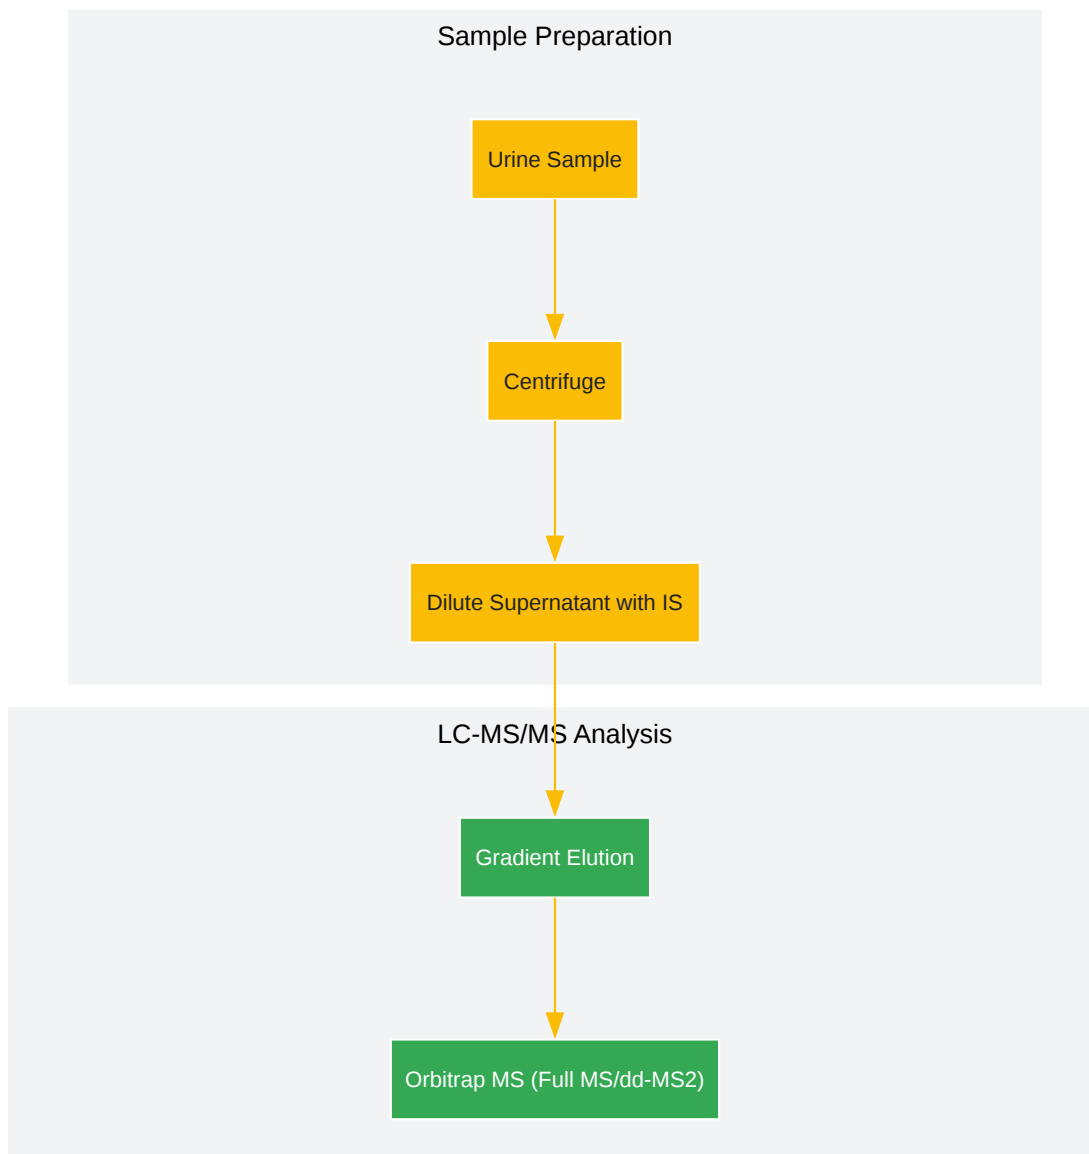 Sample Preparation
Urine Sample
Centrifuge
Dilute Supernatant with IS
LC-MS/MS Analysis
Gradient Elution
Orbitrap MS (Full MS/dd-MS2)